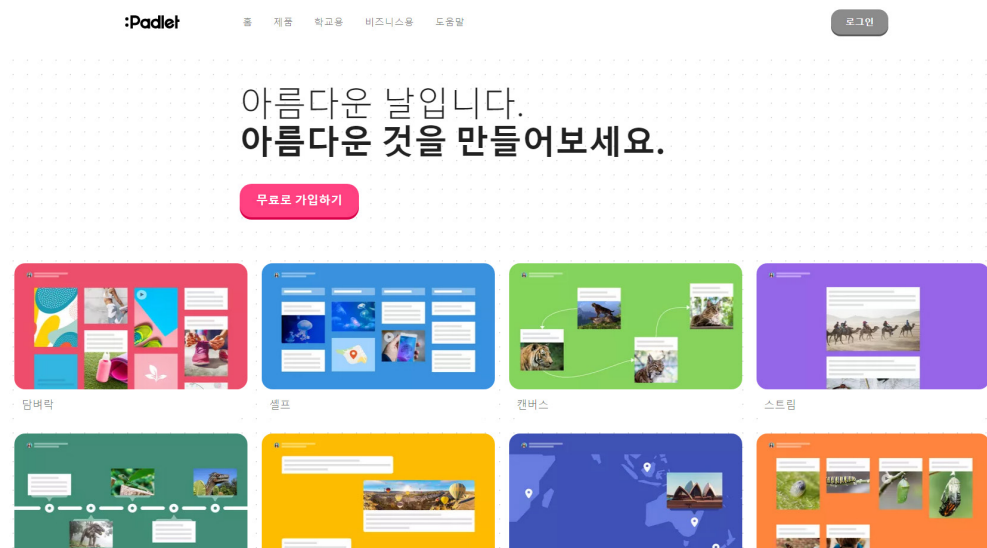 :Padlet
홈 제품 학교용 비즈니스용 도움말
로그인
아름다운 날입니다.
아름다운 것을 만들어보세요.
무료로 가입하기
담벼락 셀프 캔버스 스트림